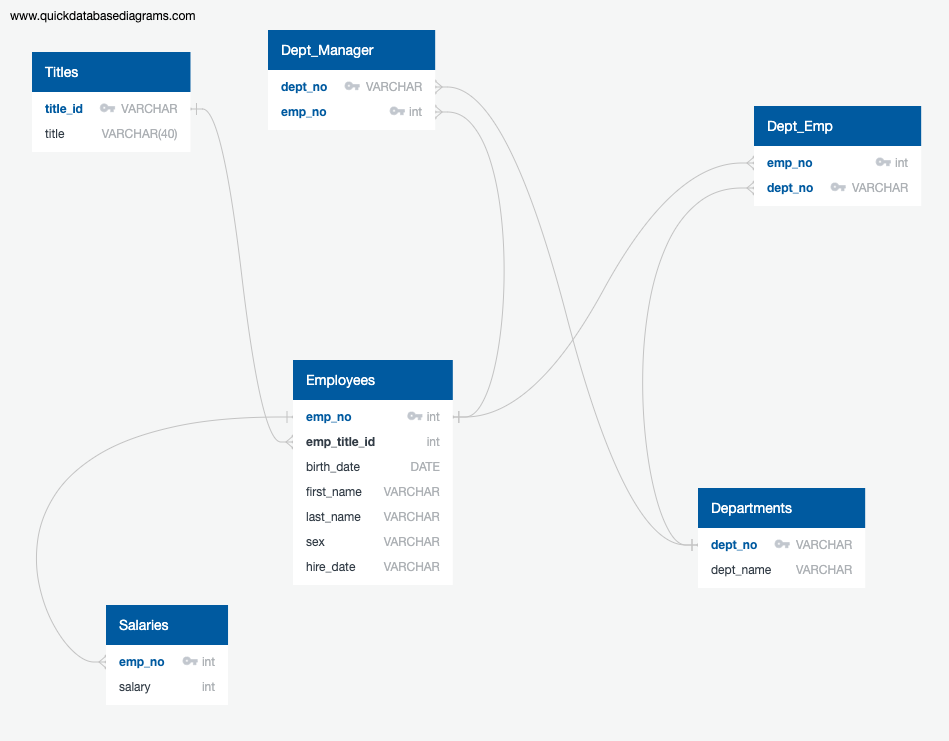 www.quickdatabasediagrams.com
Titles
title_id VARCHAR
title VARCHAR(40)
Dept_Manager
dept_no VARCHAR
emp_no int
Dept_Emp
emp_no int
dept_no VARCHAR
Employees
emp_no int
emp_title_id int
birth_date DATE
first_name VARCHAR
last_name VARCHAR
sex VARCHAR
hire_date VARCHAR
Departments
dept_no VARCHAR
dept_name VARCHAR
Salaries
emp_no int
salary int